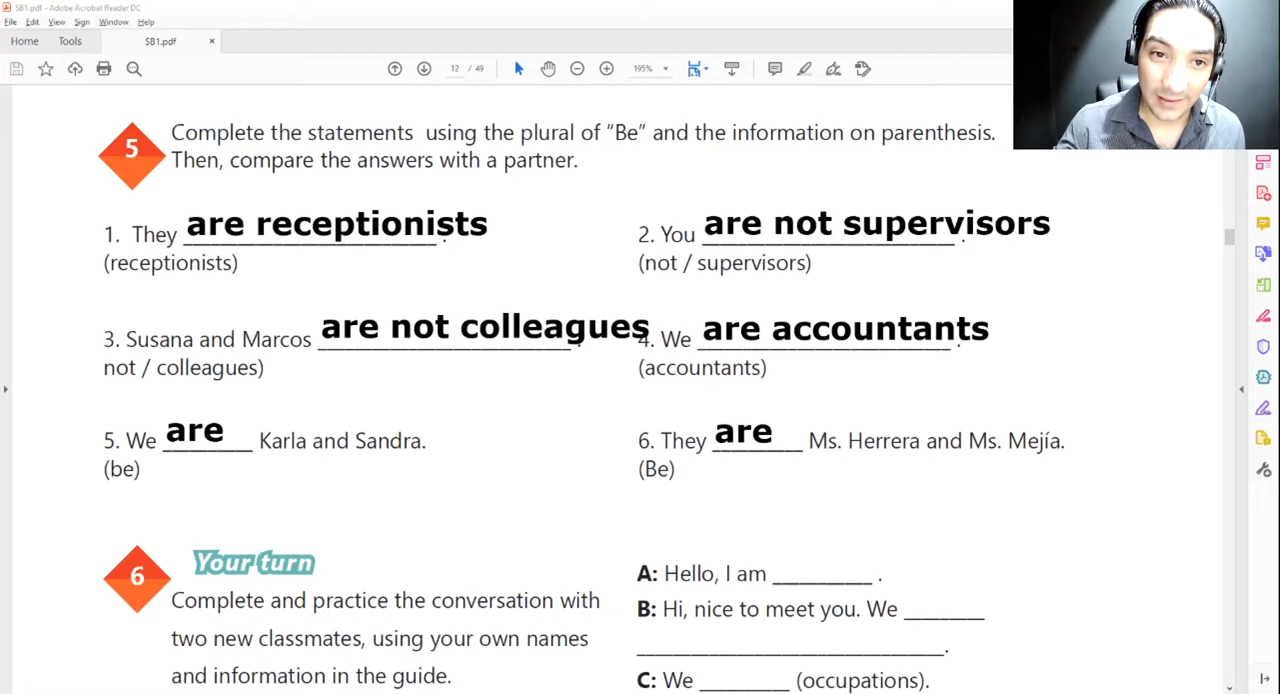 SB1.pdf - Adobe Acrobat Reader DC
File Edit View Sign Window Help
Home Tools SB1.pdf ×
12 / 49 195%
5 Complete the statements using the plural of “Be” and the information on parenthesis.
Then, compare the answers with a partner.
1. They are receptionists.
(receptionists)
2. You are not supervisors.
(not / supervisors)
3. Susana and Marcos are not colleagues.
not / colleagues)
4. We are accountants.
(accountants)
5. We are Karla and Sandra.
(be)
6. They are Ms. Herrera and Ms. Mejía.
(Be)
6 Your turn
Complete and practice the conversation with
two new classmates, using your own names
and information in the guide.
A: Hello, I am __________ .
B: Hi, nice to meet you. We ________
_______________________________.
C: We _________ (occupations).